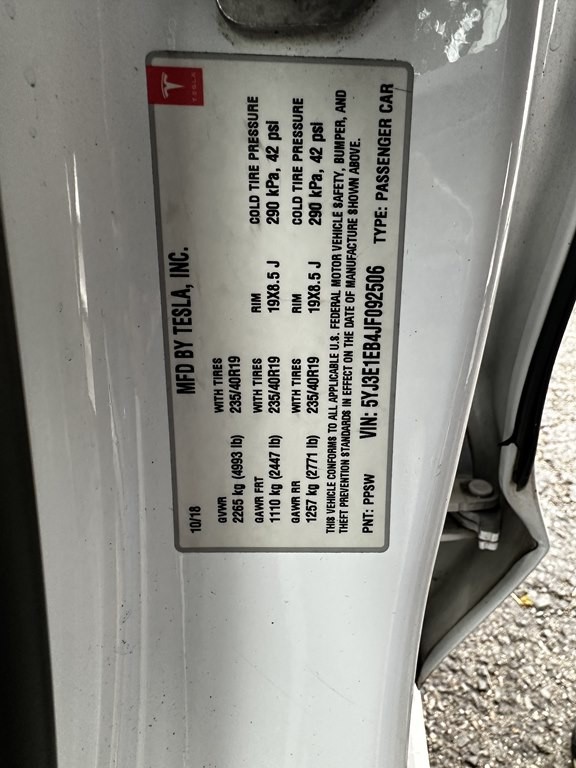 TESLA
10/18 MFD BY TESLA, INC.
GVWR WITH TIRES
2265 kg (4993 lb) 235/40R19
GAWR FRT WITH TIRES RIM COLD TIRE PRESSURE
1110 kg (2447 lb) 235/40R19 19X8.5 J 290 kPa, 42 psi
GAWR RR WITH TIRES RIM COLD TIRE PRESSURE
1257 kg (2771 lb) 235/40R19 19X8.5 J 290 kPa, 42 psi
THIS VEHICLE CONFORMS TO ALL APPLICABLE U.S. FEDERAL MOTOR VEHICLE SAFETY, BUMPER, AND
THEFT PREVENTION STANDARDS IN EFFECT ON THE DATE OF MANUFACTURE SHOWN ABOVE.
PNT: PPSW VIN: 5YJ3E1EB4JF092506 TYPE: PASSENGER CAR